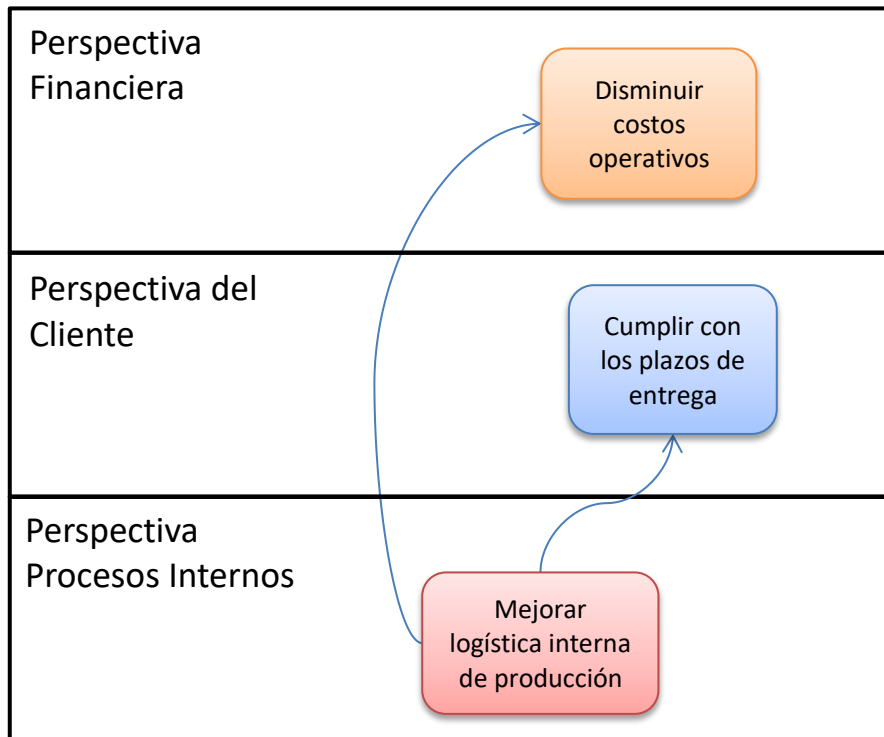 Perspectiva
Financiera
Disminuir
costos
operativos
Perspectiva del
Cliente
Cumplir con
los plazos de
entrega
Perspectiva
Procesos Internos
Mejorar
logística interna
de producción